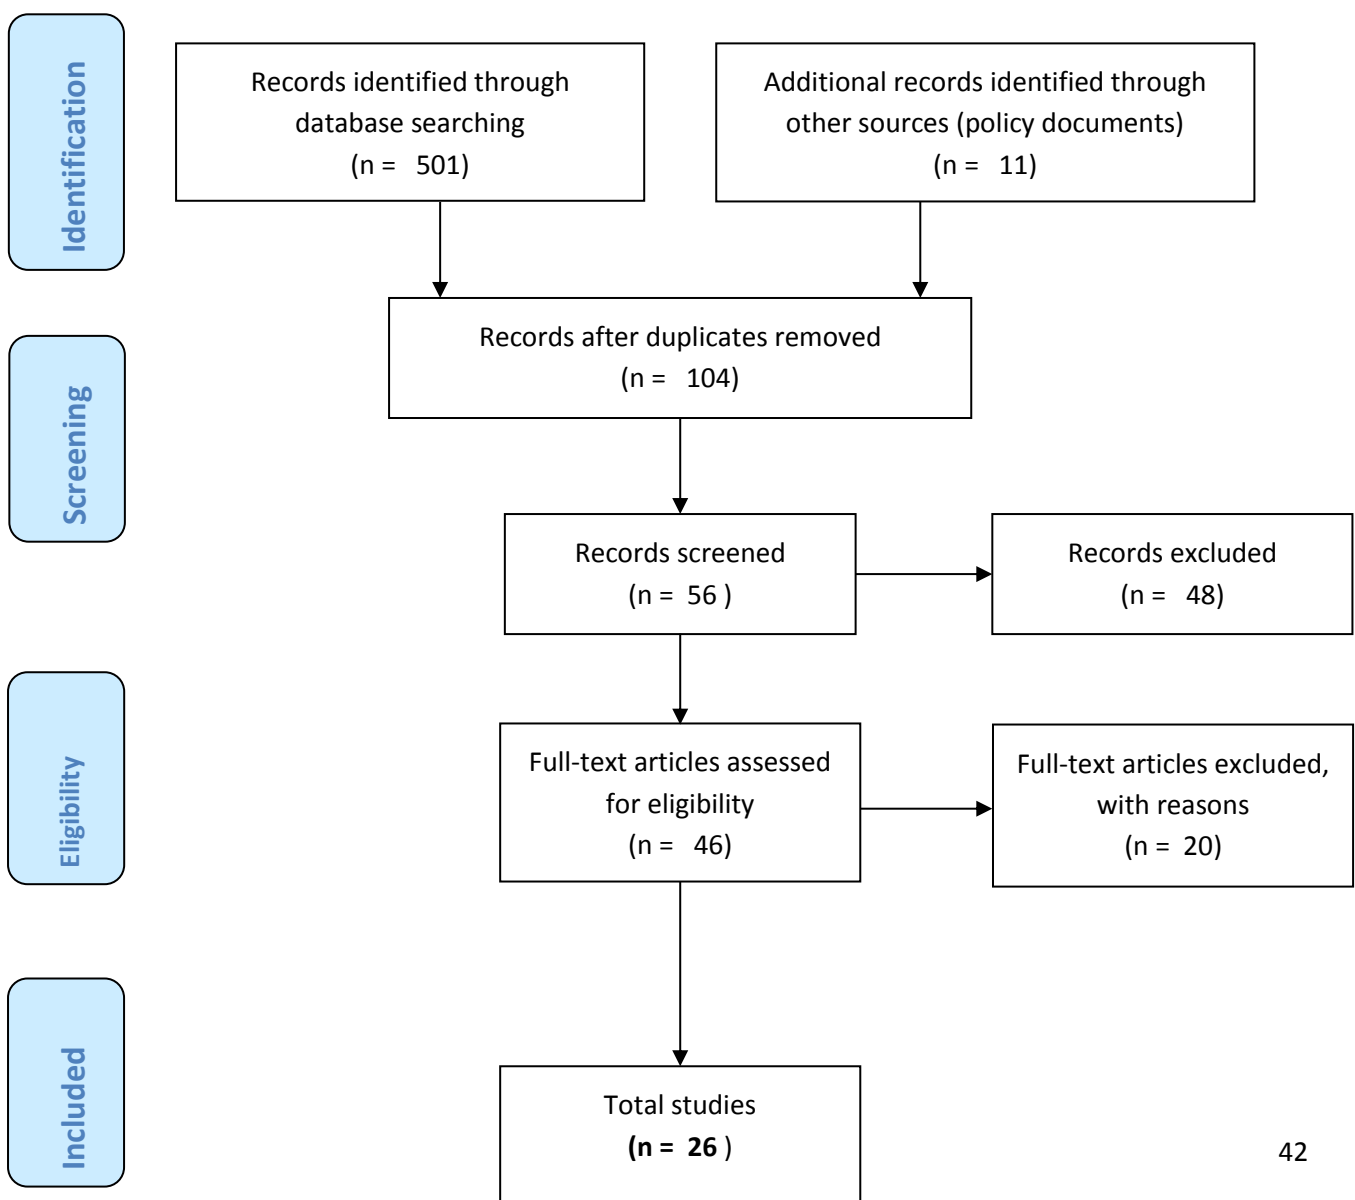 Identification
Records identified through
database searching
(n = 501)
Additional records identified through
other sources (policy documents)
(n = 11)
Records after duplicates removed
(n = 104)
Screening
Records screened
(n = 56 )
Records excluded
(n = 48)
Eligibility
Full-text articles assessed
for eligibility
(n = 46)
Full-text articles excluded,
with reasons
(n = 20)
Included
Total studies
(n = 26 )
42